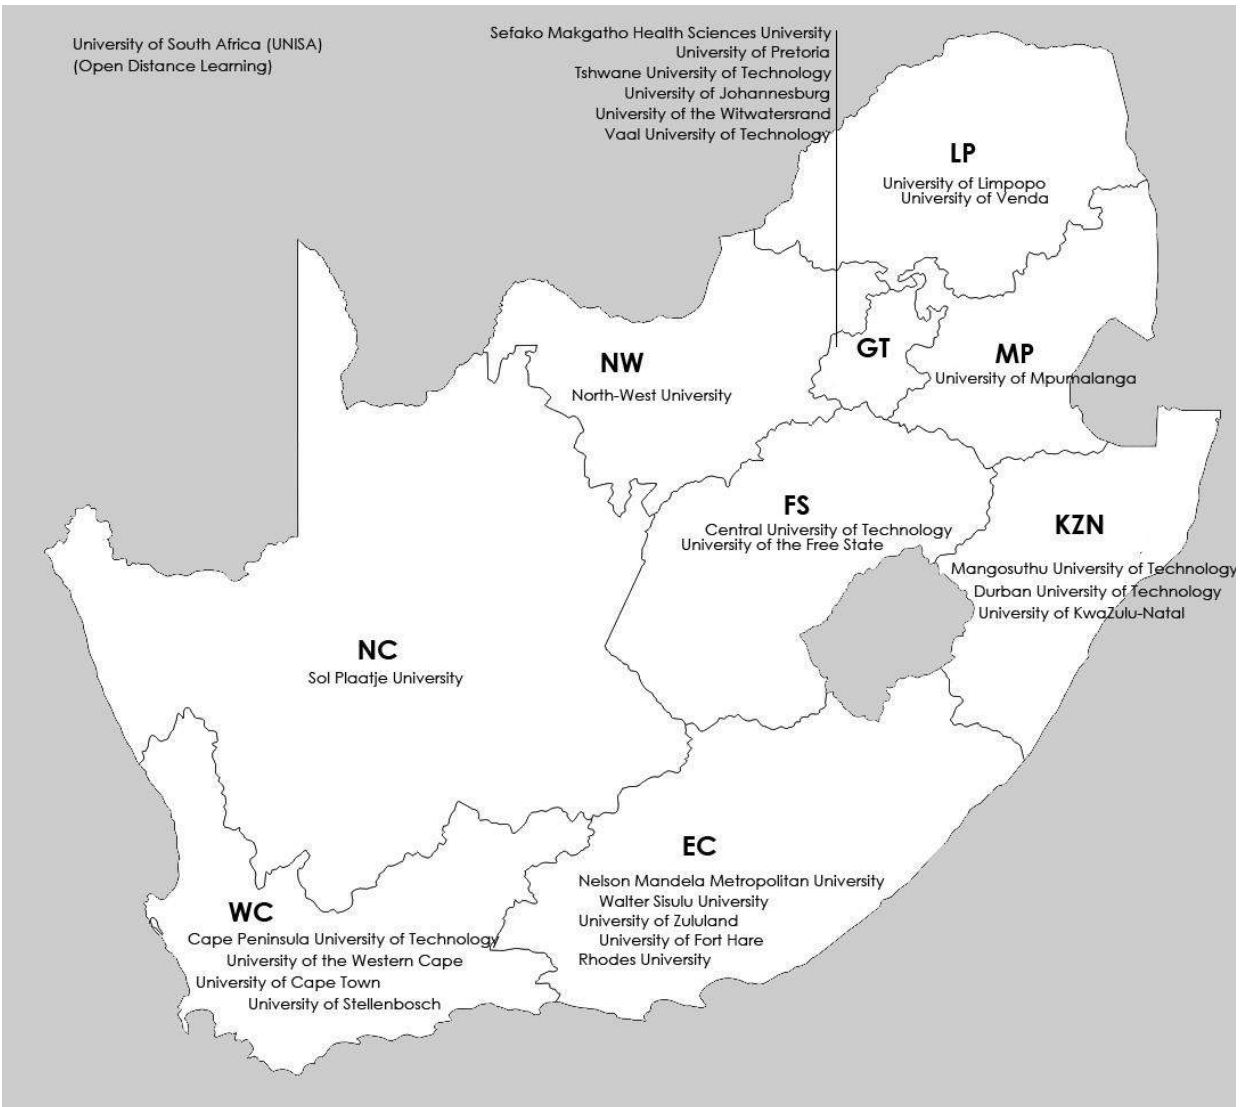 University of South Africa (UNISA)
(Open Distance Learning)
Sefako Makgatho Health Sciences University
University of Pretoria
Tshwane University of Technology
University of Johannesburg
University of the Witwatersrand
Vaal University of Technology
LP
University of Limpopo
University of Venda
GT
MP
University of Mpumalanga
NW
North-West University
FS
Central University of Technology
University of the Free State
KZN
Mangosuthu University of Technology
Durban University of Technology
University of KwaZulu-Natal
NC
Sol Plaatje University
EC
Nelson Mandela Metropolitan University
Walter Sisulu University
University of Zululand
University of Fort Hare
Rhodes University
WC
Cape Peninsula University of Technology
University of the Western Cape
University of Cape Town
University of Stellenbosch